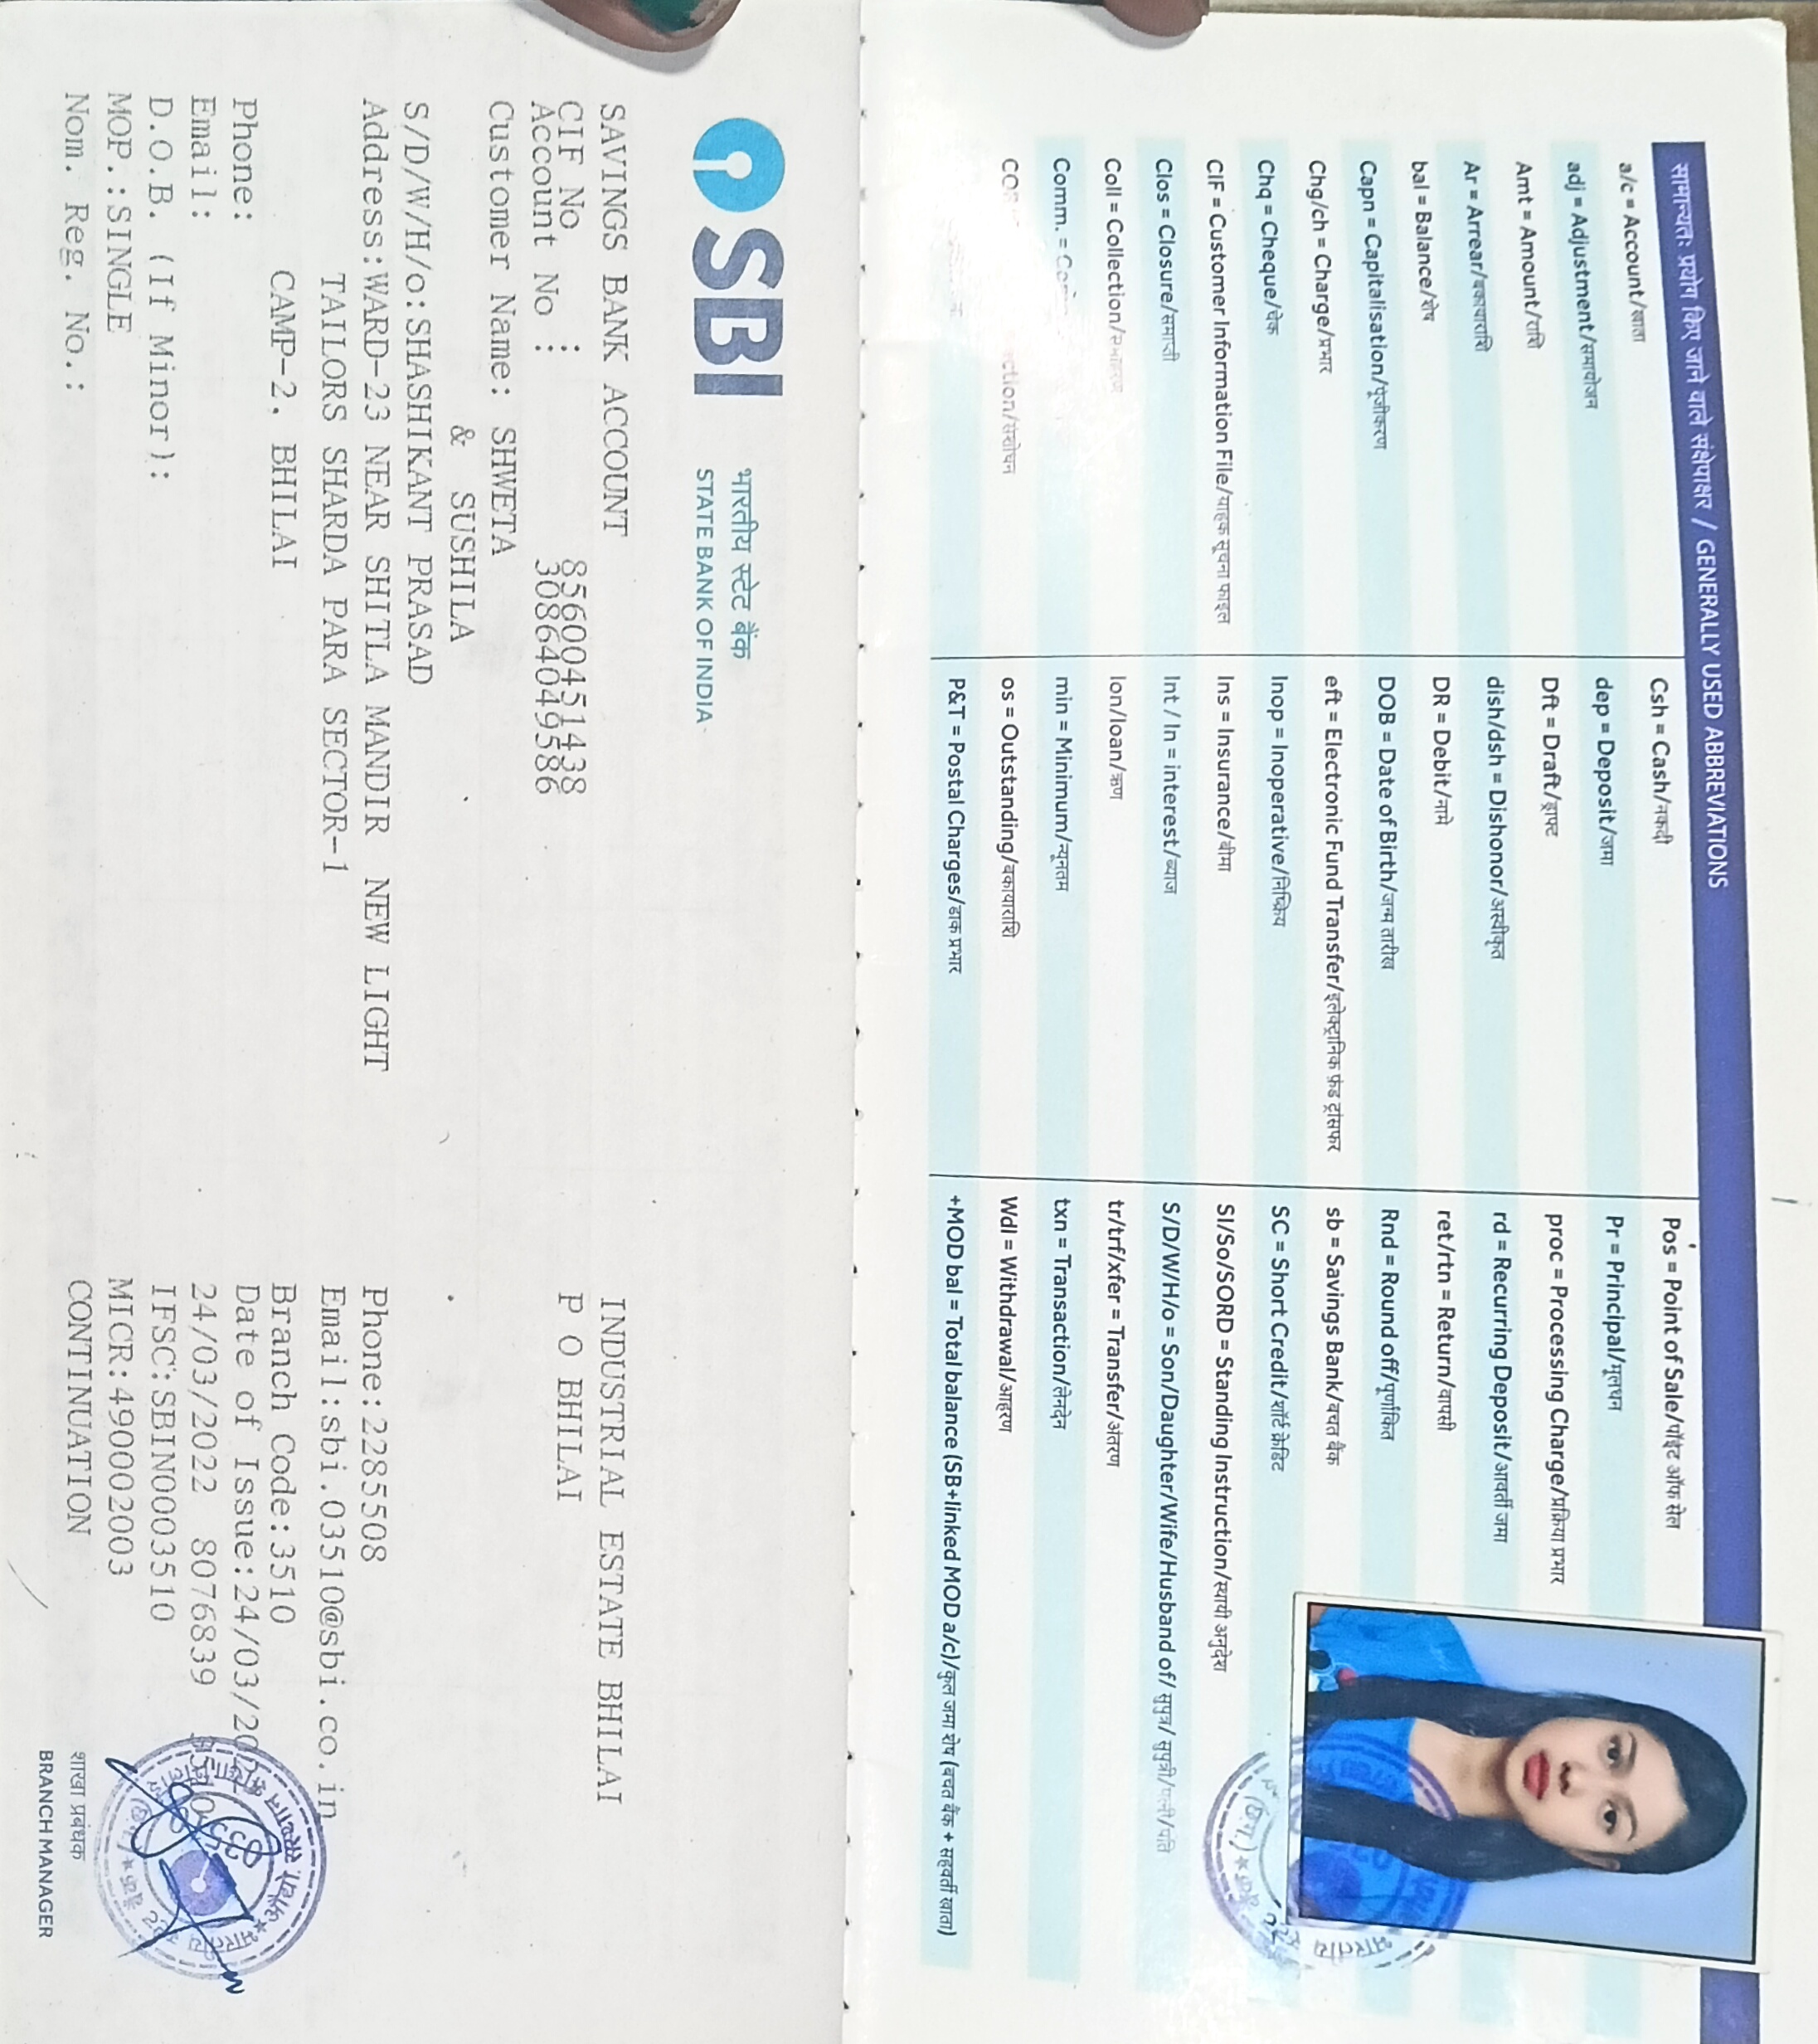 सामान्यतः प्रयोग किए जाने वाले संक्षेपाक्षर / GENERALLY USED ABBREVIATIONS
a/c = Account/खाता
adj = Adjustment/समायोजन
Amt = Amount/राशि
Ar = Arrear/बकायाराशि
bal = Balance/शेष
Capn = Capitalisation/पूंजीकरण
Chg/ch = Charge/प्रभार
Chq = Cheque/चेक
CIF = Customer Information File/ग्राहक सूचना फाइल
Clos = Closure/समाप्ती
Coll = Collection/
Comm. =
ction/संशोधन
Csh = Cash/नकदी
dep = Deposit/जमा
Dft = Draft/ड्राफ्ट
dish/dsh = Dishonor/अस्वीकृत
DR = Debit/नामे
DOB = Date of Birth/जन्म तारीख
eft = Electronic Fund Transfer/इलेक्ट्रानिक फ़ंड ट्रांसफर
Inop = Inoperative/निष्क्रिय
Ins = Insurance/बीमा
Int / In = interest/ब्याज
lon/loan/ऋण
min = Minimum/न्यूनतम
os = Outstanding/बकायाराशि
P&T = Postal Charges/डाक प्रभार
Pos = Point of Sale/पॉइंट ऑफ सेल
Pr = Principal/मूलधन
proc = Processing Charge/प्रक्रिया प्रभार
rd = Recurring Deposit/आवर्ती जमा
ret/rtn = Return/वापसी
Rnd = Round off/पूर्णांकित
sb = Savings Bank/बचत बैंक
SC = Short Credit/शॉर्ट क्रेडिट
SI/So/SORD = Standing Instruction/स्थायी अनुदेश
S/D/W/H/o = Son/Daughter/Wife/Husband of/ सुपुत्र/ सुपुत्री/पत्नी/पति
tr/trf/xfer = Transfer/अंतरण
txn = Transaction/लेनदेन
Wdl = Withdrawal/आहरण
+MOD bal = Total balance (SB+linked MOD a/c)/कुल जमा शेष (बचत बैंक + सहवर्ती खाता)
SBI
भारतीय स्टेट बैंक
STATE BANK OF INDIA
SAVINGS BANK ACCOUNT INDUSTRIAL ESTATE BHILAI
CIF No : 85600451438 P O BHILAI
Account No : 30864049586
Customer Name: SHWETA
& SUSHILA
S/D/W/H/o:SHASHIKANT PRASAD
Address:WARD-23 NEAR SHITLA MANDIR NEW LIGHT Phone:2285508
TAILORS SHARDA PARA SECTOR-1 Email:sbi.03510@sbi.co.in
CAMP-2. BHILAI Branch Code:3510
Phone: Date of Issue:24/03/20
Email: 24/03/2022 8076839
D.O.B. (If Minor): IFSC:SBIN0003510
MOP.:SINGLE MICR:490002003
Nom. Reg. No.: CONTINUATION
शाखा प्रबंधक
BRANCH MANAGER